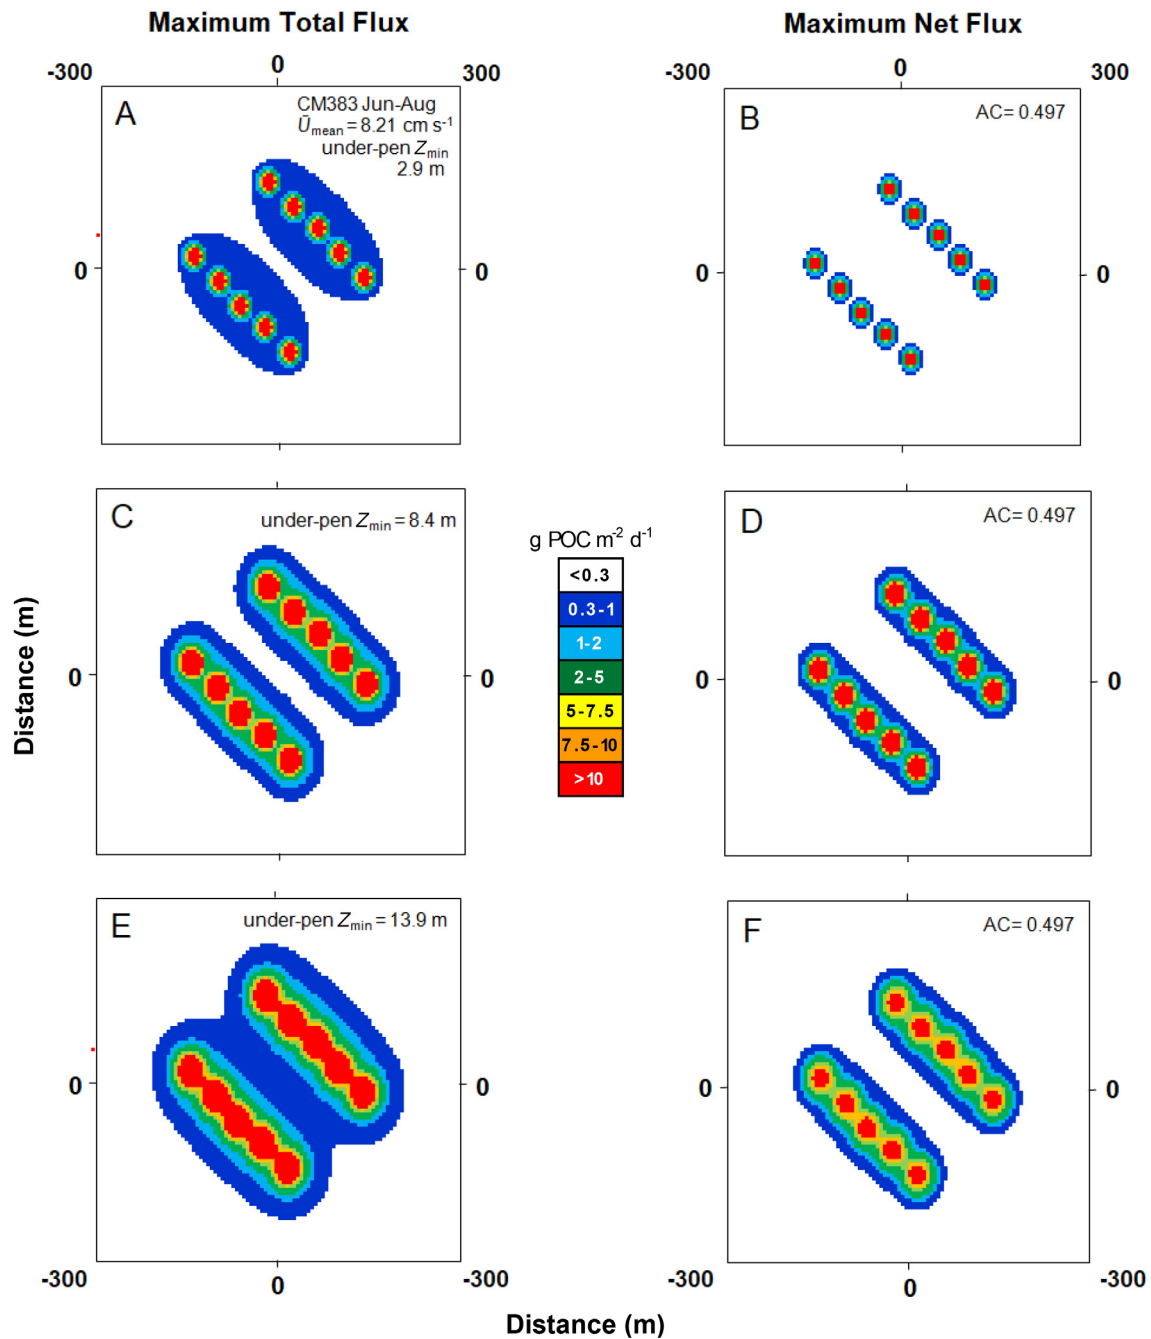 Maximum Total Flux
Maximum Net Flux
-300 0 300
-300 0 300
A
CM383 Jun-Aug
Ūmean = 8.21 cm s-1
under-pen Zmin
2.9 m
B
AC= 0.497
0 0
0 0
C
under-pen Zmin = 8.4 m
D
AC= 0.497
g POC m-2 d-1
<0.3
0.3-1
1-2
2-5
5-7.5
7.5-10
>10
0 0
0 0
Distance (m)
E
under-pen Zmin = 13.9 m
F
AC= 0.497
0 0
0 0
-300 0 -300
-300 0 -300
Distance (m)